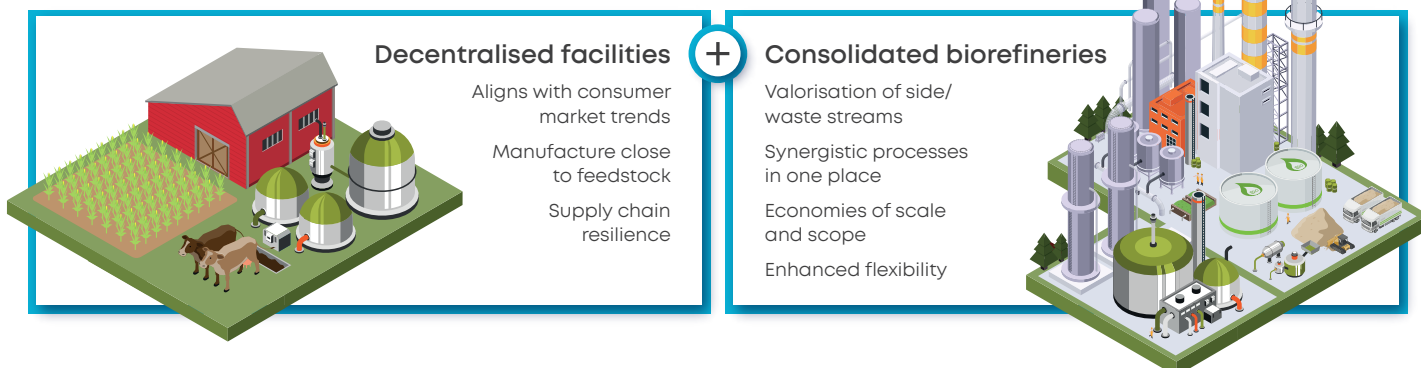 Decentralised facilities
Aligns with consumer
market trends
Manufacture close
to feedstock
Supply chain
resilience
+
Consolidated biorefineries
Valorisation of side/
waste streams
Synergistic processes
in one place
Economies of scale
and scope
Enhanced flexibility